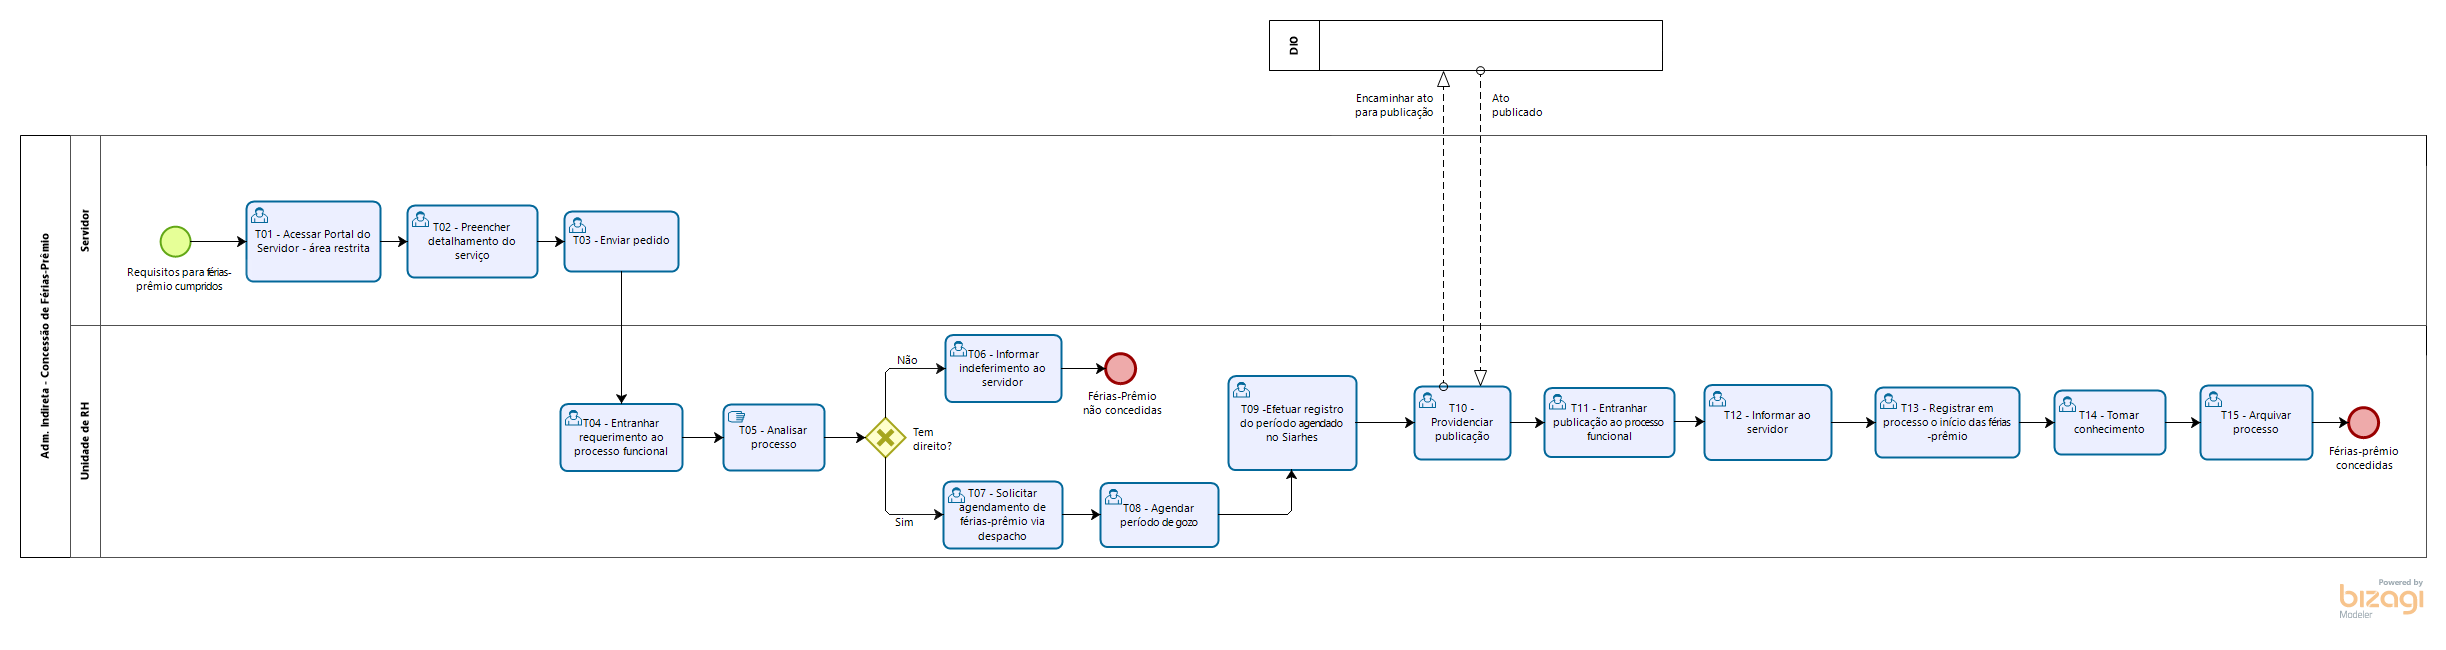 DIO
Encaminhar ato
para publicação
Ato
publicado
Adm. Indireta - Concessão de Férias-Prêmio
Servidor
Requisitos para férias-
prêmio cumpridos
T01 - Acessar Portal do
Servidor - área restrita
T02 - Preencher
detalhamento do
serviço
T03 - Enviar pedido
Unidade de RH
T04 - Entranhar
requerimento ao
processo funcional
T05 - Analisar
processo
Tem
direito?
Não
T06 - Informar
indeferimento ao
servidor
Férias-Prêmio
não concedidas
Sim
T07 - Solicitar
agendamento de
férias-prêmio via
despacho
T08 - Agendar
período de gozo
T09 -Efetuar registro
do período agendado
no Siarhes
T10 -
Providenciar
publicação
T11 - Entranhar
publicação ao processo
funcional
T12 - Informar ao
servidor
T13 - Registrar em
processo o início das férias
-prêmio
T14 - Tomar
conhecimento
T15 - Arquivar
processo
Férias-prêmio
concedidas
Powered by
bizagi
Modeler